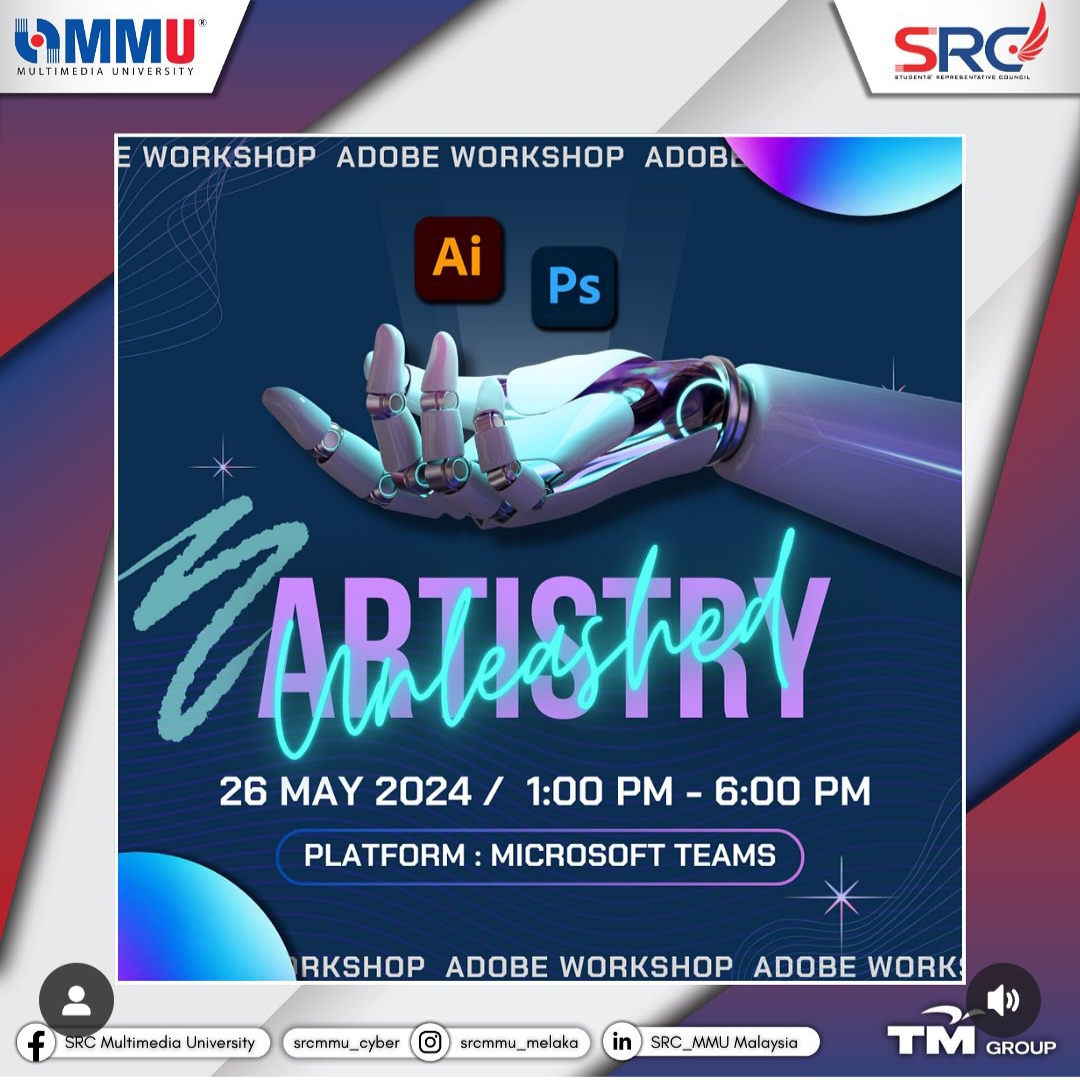 MMU®
MULTIMEDIA UNIVERSITY
SRC
STUDENTS' REPRESENTATIVE COUNCIL
E WORKSHOP ADOBE WORKSHOP ADOBE
Ai
Ps
ARTISTRY
Unleashed
26 MAY 2024 / 1:00 PM - 6:00 PM
PLATFORM : MICROSOFT TEAMS
ORKSHOP ADOBE WORKSHOP ADOBE WORKS
SRC Multimedia University
srcmmu_cyber
srcmmu_melaka
in
SRC_MMU Malaysia
TM GROUP